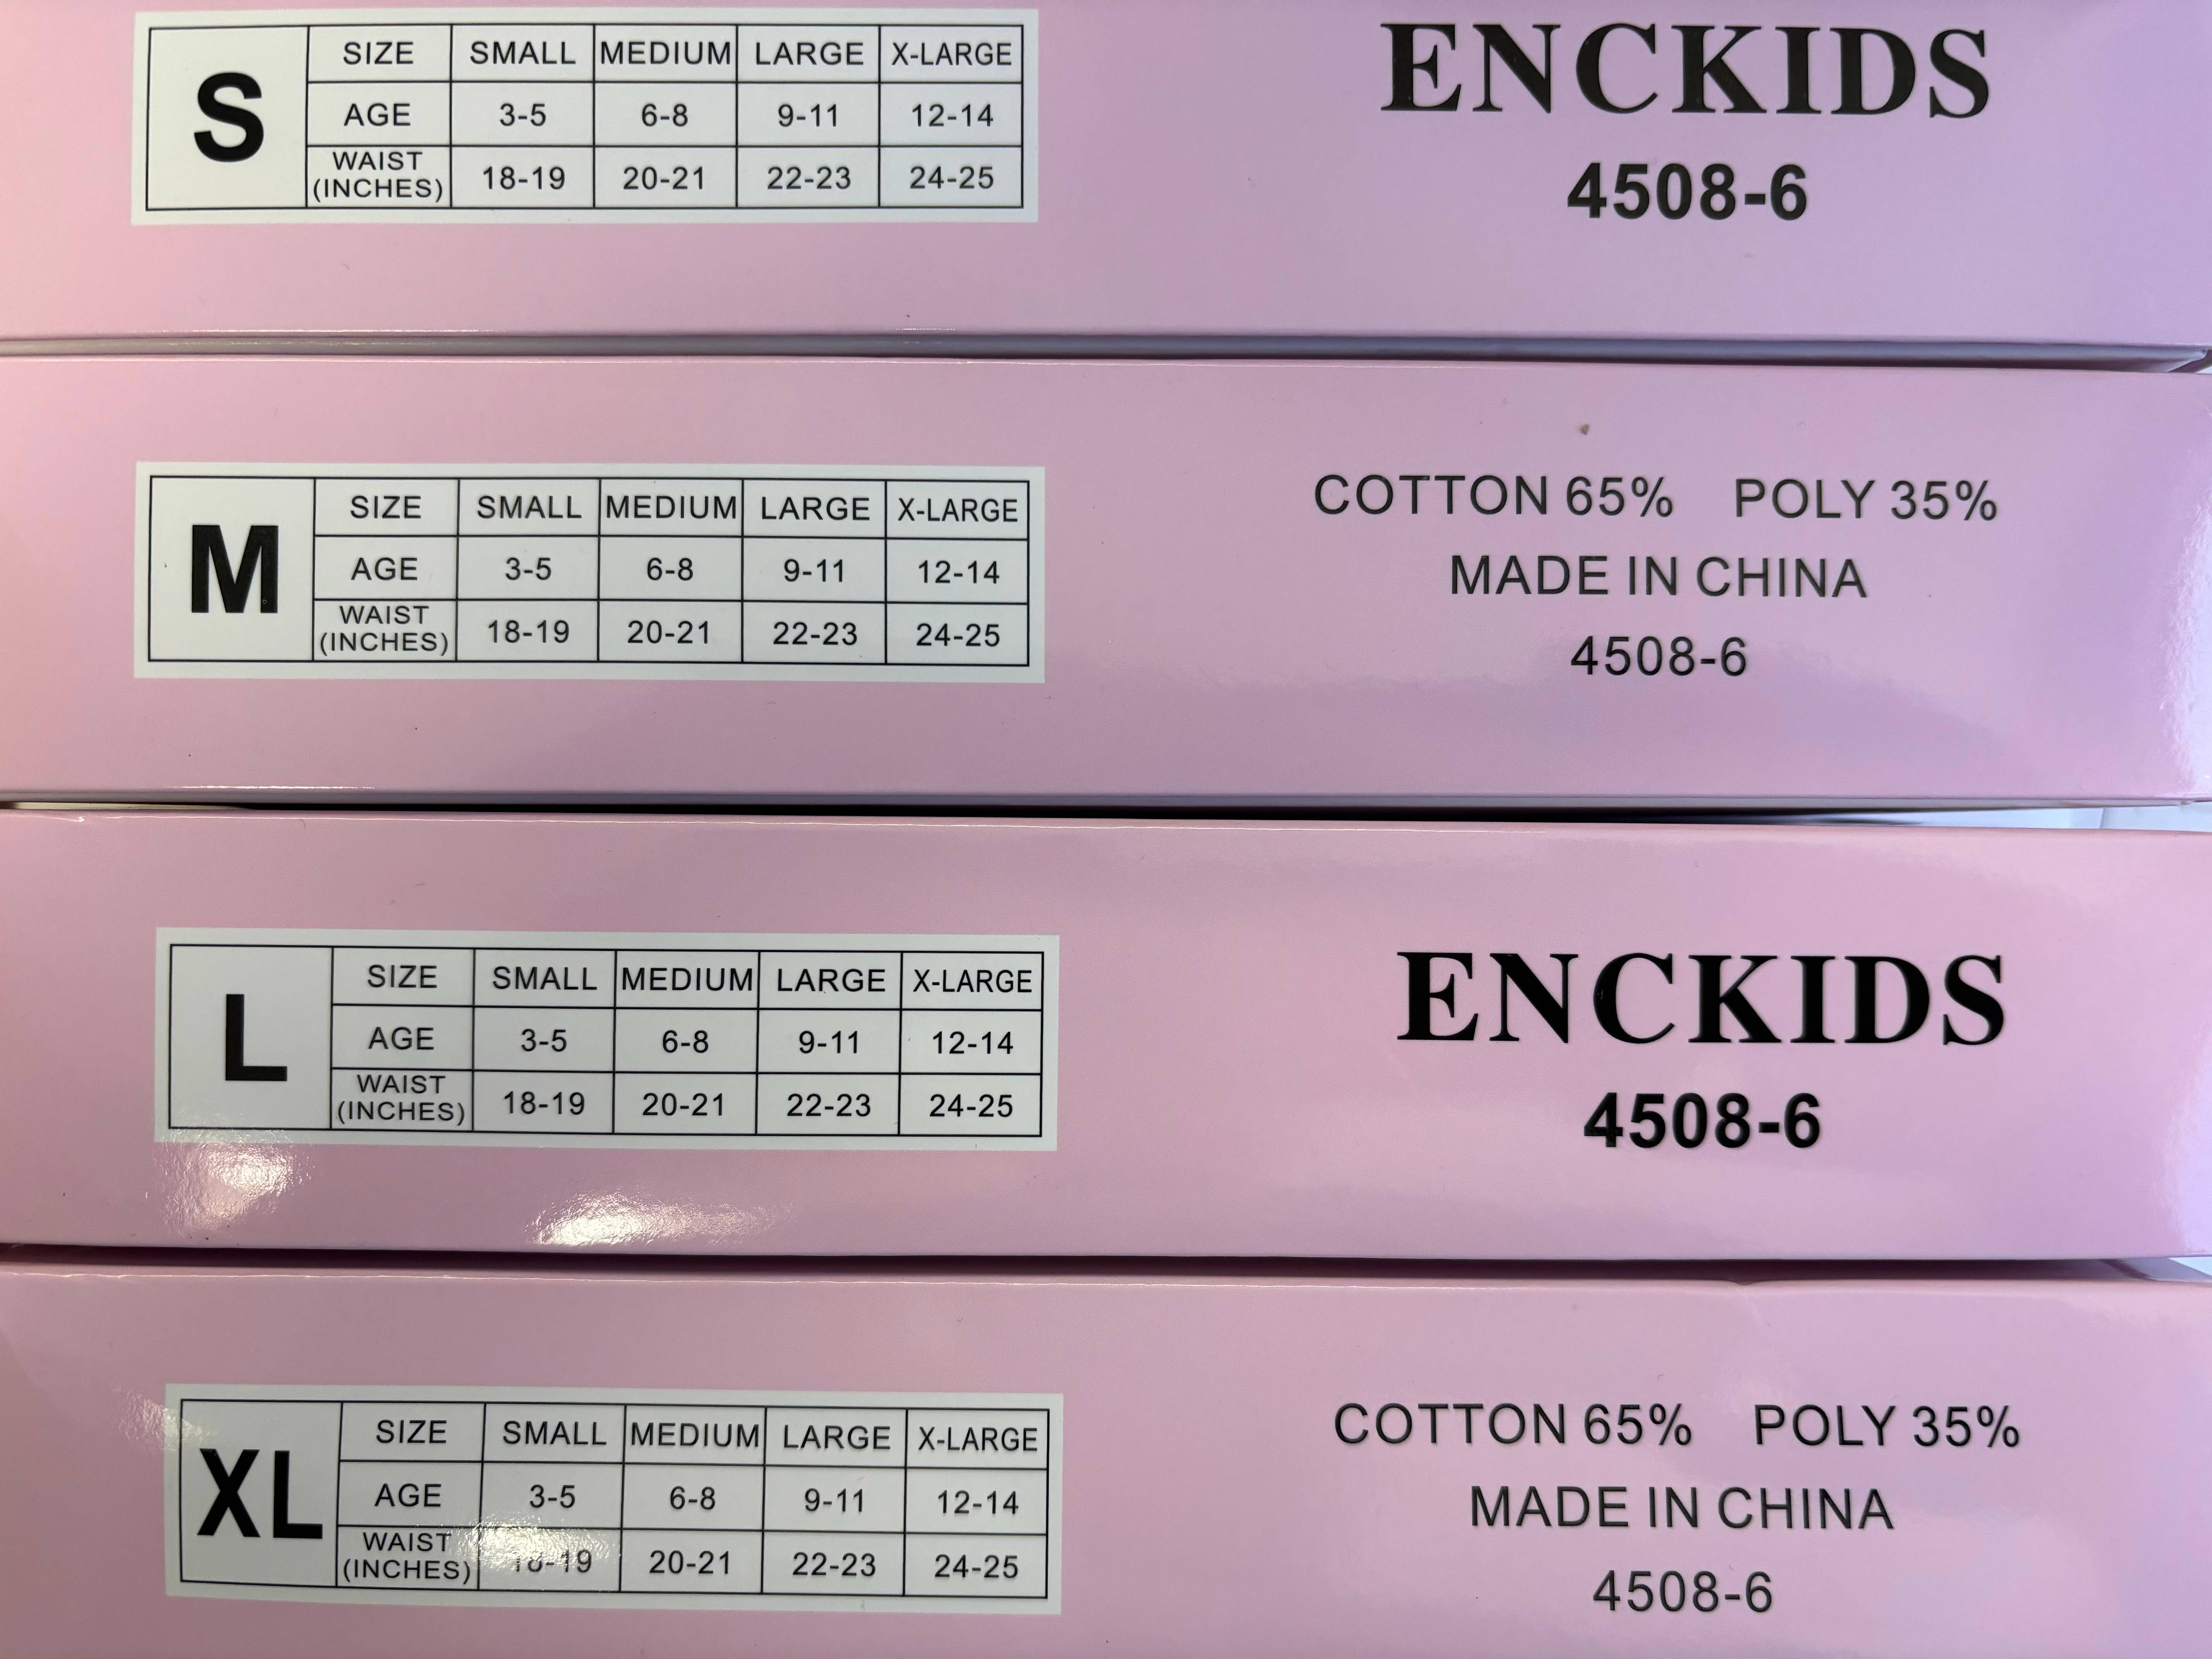 S
SIZE SMALL MEDIUM LARGE X-LARGE
AGE 3-5 6-8 9-11 12-14
WAIST (INCHES) 18-19 20-21 22-23 24-25
ENCKIDS
4508-6
M
SIZE SMALL MEDIUM LARGE X-LARGE
AGE 3-5 6-8 9-11 12-14
WAIST (INCHES) 18-19 20-21 22-23 24-25
COTTON 65% POLY 35%
MADE IN CHINA
4508-6
L
SIZE SMALL MEDIUM LARGE X-LARGE
AGE 3-5 6-8 9-11 12-14
WAIST (INCHES) 18-19 20-21 22-23 24-25
ENCKIDS
4508-6
XL
SIZE SMALL MEDIUM LARGE X-LARGE
AGE 3-5 6-8 9-11 12-14
WAIST (INCHES) 18-19 20-21 22-23 24-25
COTTON 65% POLY 35%
MADE IN CHINA
4508-6